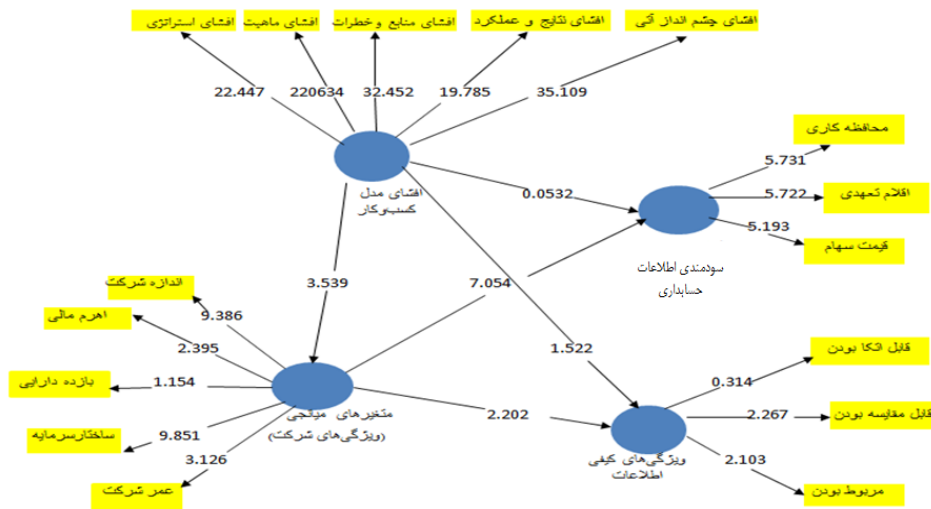 افشای چشم انداز آتی
افشای نتایج و عملکرد
افشای منابع و خطرات
افشای ماهیت
افشای استراتژی
22.447
220634
32.452
19.785
35.109
محافظه کاری
5.731
افشای مدل
کسب‌وکار
0.0532
5.722
اقلام تعهدی
5.193
قیمت سهام
سودمندی اطلاعات
حسابداری
3.539
7.054
اندازه شرکت
9.386
اهرم مالی
2.395
1.522
قابل اتکا بودن
0.314
بازده دارایی
1.154
متغیرهای میانجی
(ویژگی‌های شرکت)
2.202
2.267
قابل مقایسه بودن
ساختارسرمایه
9.851
3.126
ویژگی‌های کیفی
اطلاعات
2.103
عمر شرکت
مربوط بودن